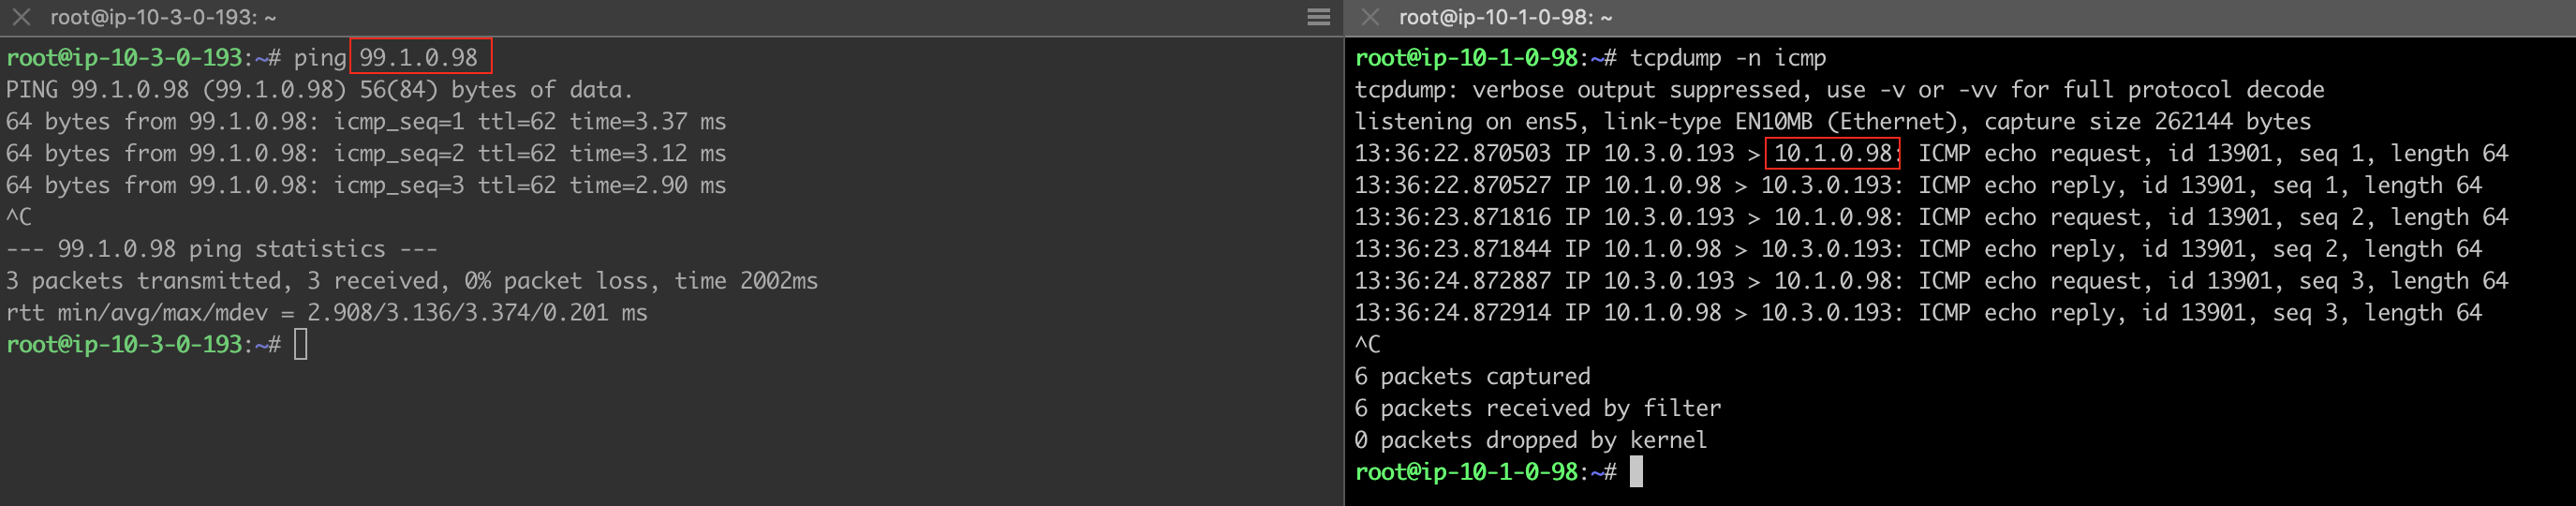 root@ip-10-3-0-193: ~
root@ip-10-3-0-193:~# ping 99.1.0.98
PING 99.1.0.98 (99.1.0.98) 56(84) bytes of data.
64 bytes from 99.1.0.98: icmp_seq=1 ttl=62 time=3.37 ms
64 bytes from 99.1.0.98: icmp_seq=2 ttl=62 time=3.12 ms
64 bytes from 99.1.0.98: icmp_seq=3 ttl=62 time=2.90 ms
^C
--- 99.1.0.98 ping statistics ---
3 packets transmitted, 3 received, 0% packet loss, time 2002ms
rtt min/avg/max/mdev = 2.908/3.136/3.374/0.201 ms
root@ip-10-3-0-193:~#
root@ip-10-1-0-98: ~
root@ip-10-1-0-98:~# tcpdump -n icmp
tcpdump: verbose output suppressed, use -v or -vv for full protocol decode
listening on ens5, link-type EN10MB (Ethernet), capture size 262144 bytes
13:36:22.870503 IP 10.3.0.193 > 10.1.0.98: ICMP echo request, id 13901, seq 1, length 64
13:36:22.870527 IP 10.1.0.98 > 10.3.0.193: ICMP echo reply, id 13901, seq 1, length 64
13:36:23.871816 IP 10.3.0.193 > 10.1.0.98: ICMP echo request, id 13901, seq 2, length 64
13:36:23.871844 IP 10.1.0.98 > 10.3.0.193: ICMP echo reply, id 13901, seq 2, length 64
13:36:24.872887 IP 10.3.0.193 > 10.1.0.98: ICMP echo request, id 13901, seq 3, length 64
13:36:24.872914 IP 10.1.0.98 > 10.3.0.193: ICMP echo reply, id 13901, seq 3, length 64
^C
6 packets captured
6 packets received by filter
0 packets dropped by kernel
root@ip-10-1-0-98:~#